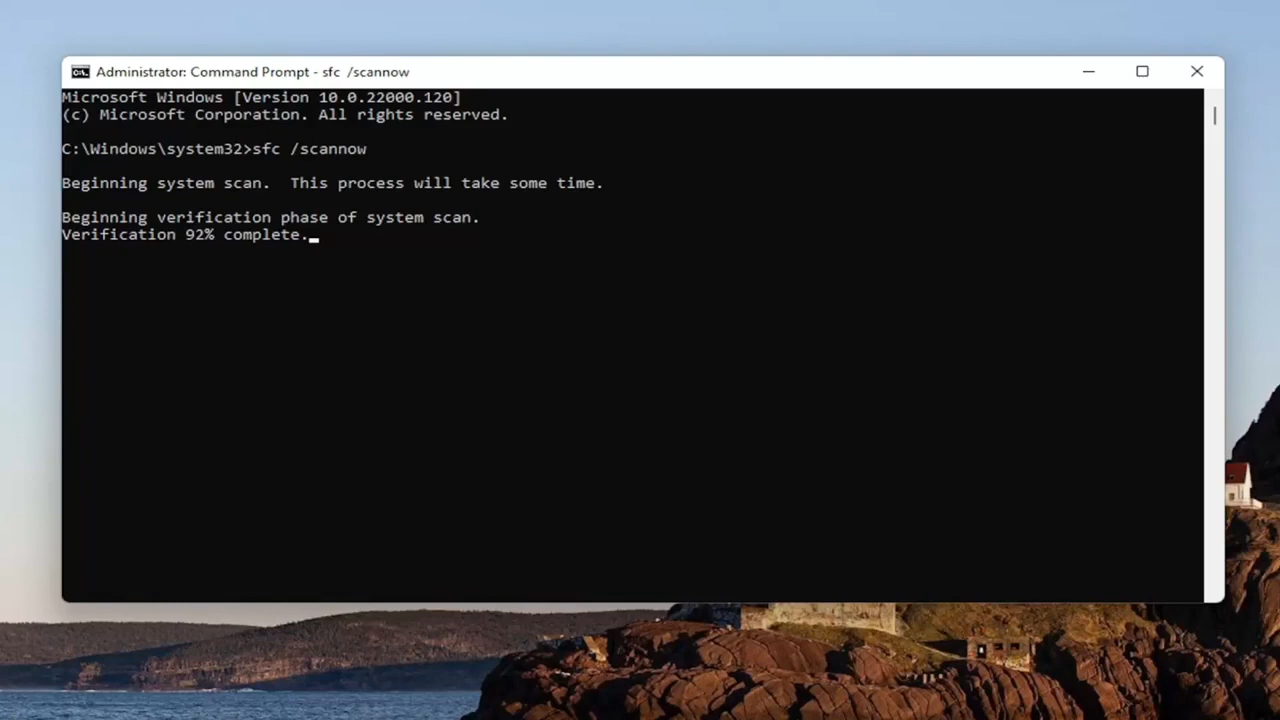 Administrator: Command Prompt - sfc  /scannow
Microsoft Windows [Version 10.0.22000.120]
(c) Microsoft Corporation. All rights reserved.
C:\Windows\system32>sfc /scannow
Beginning system scan.  This process will take some time.
Beginning verification phase of system scan.
Verification 92% complete.